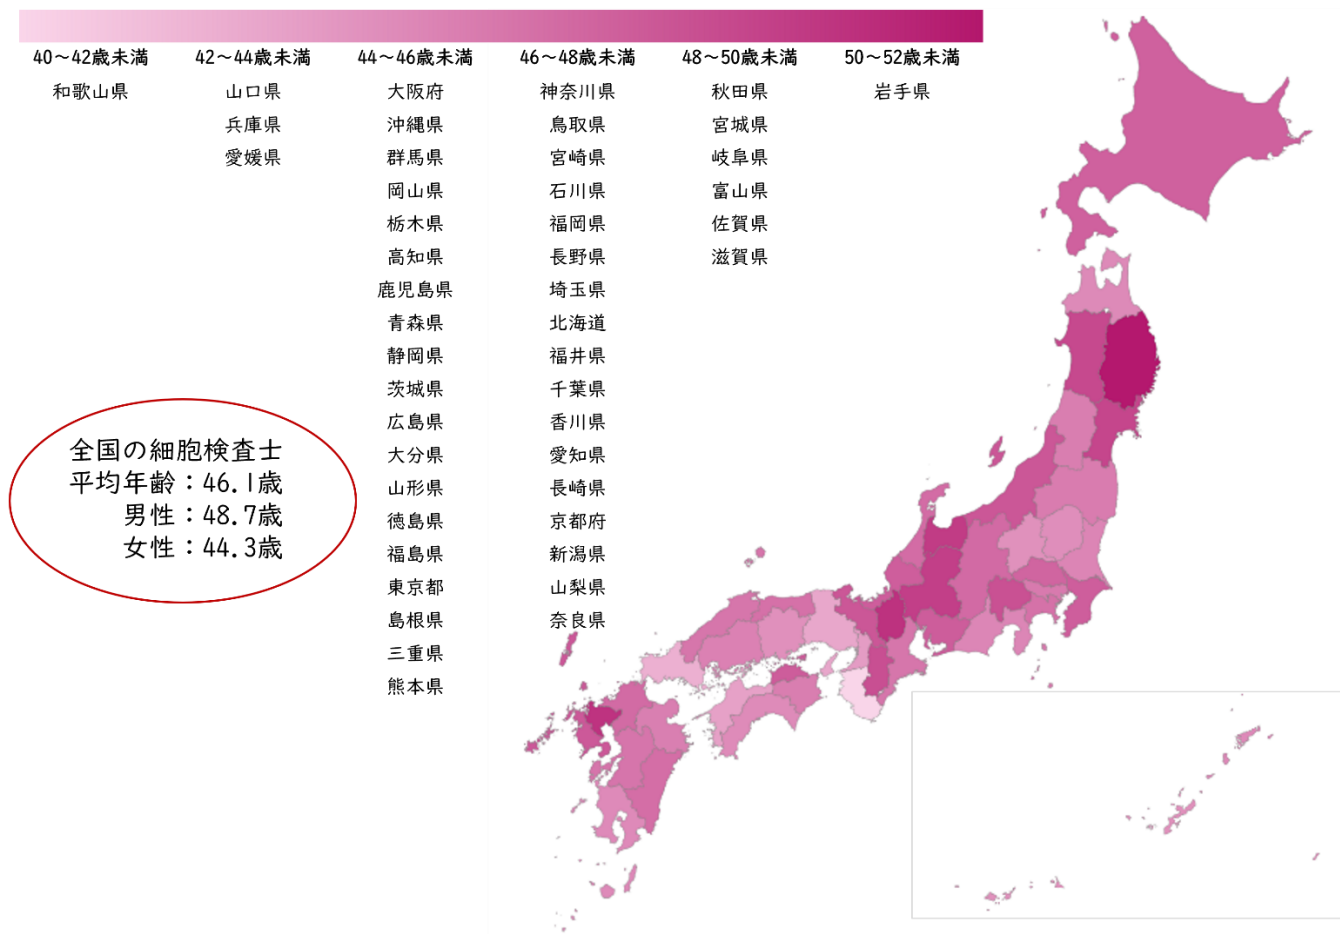 40～42歳未満 42～44歳未満 44～46歳未満 46～48歳未満 48～50歳未満 50～52歳未満
和歌山県 山口県 大阪府 神奈川県 秋田県 岩手県
兵庫県 沖縄県 鳥取県 宮城県
愛媛県 群馬県 宮崎県 岐阜県
岡山県 石川県 富山県
栃木県 福岡県 佐賀県
高知県 長野県 滋賀県
鹿児島県 埼玉県
青森県 北海道
静岡県 福井県
茨城県 千葉県
広島県 香川県
大分県 愛知県
山形県 長崎県
徳島県 京都府
福島県 新潟県
東京都 山梨県
島根県 奈良県
三重県
熊本県
全国の細胞検査士
平均年齢：46.1歳
男性：48.7歳
女性：44.3歳